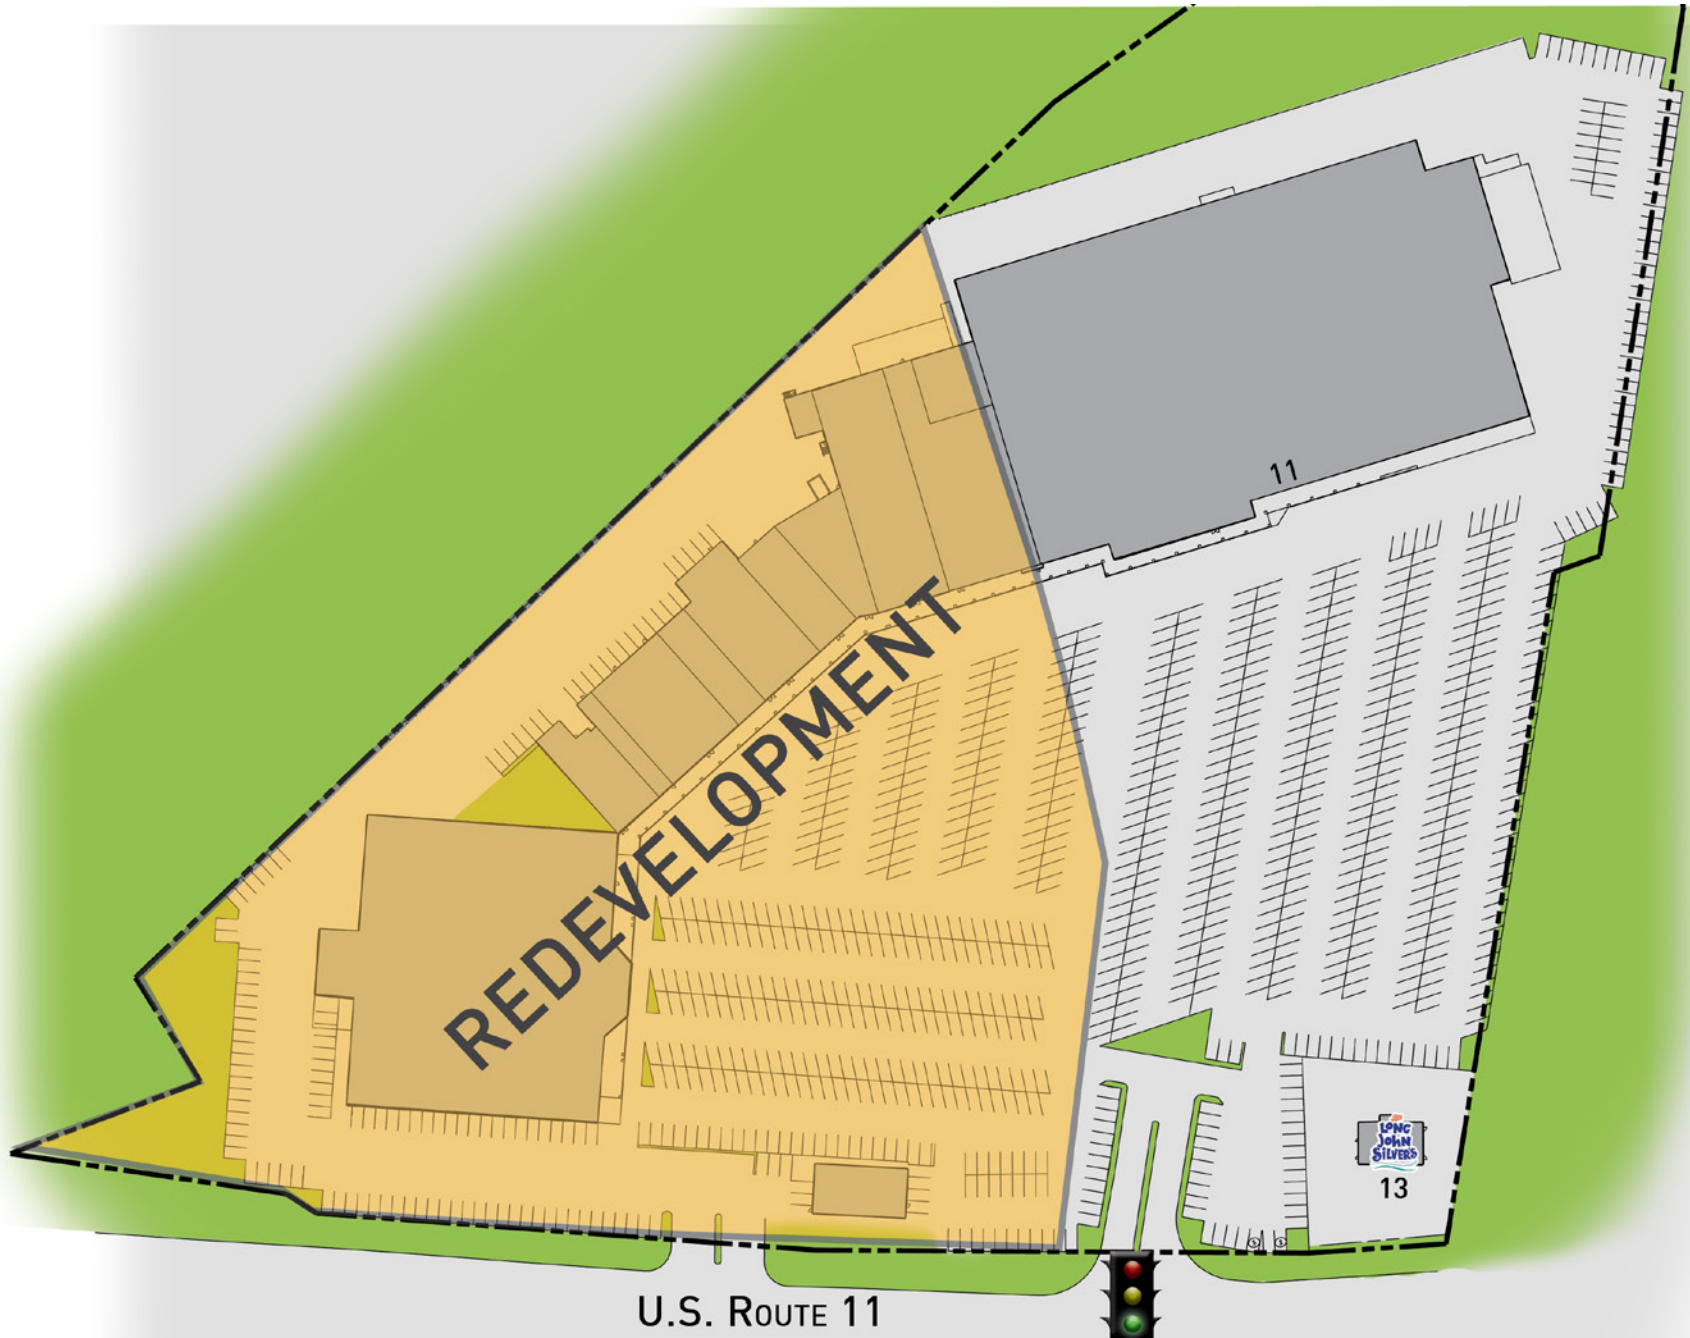 11
REDEVELOPMENT
LONG
JOHN
SILVER'S
13
U.S. ROUTE 11